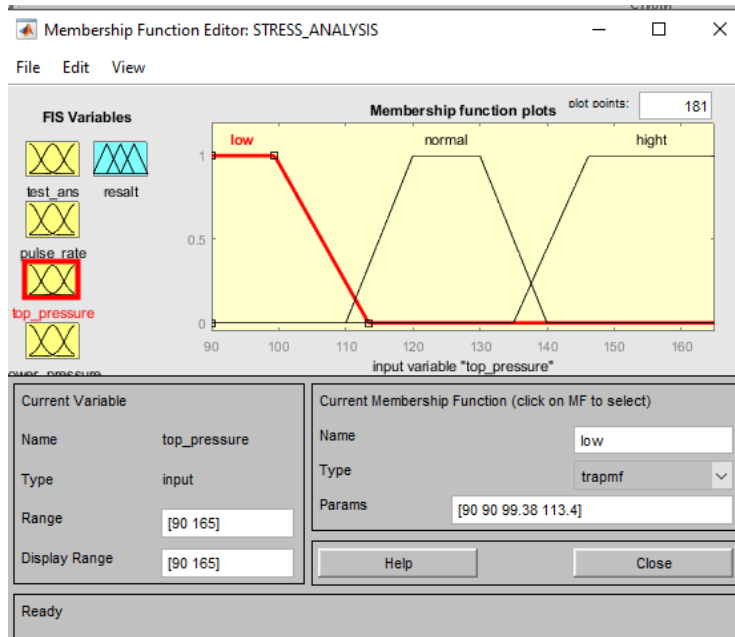 Membership Function Editor: STRESS_ANALYSIS
File Edit View
FIS Variables
Membership function plots
plot points: 181
test_ans resalt
pulse_rate
top_pressure
low normal hight
1
0.5
0
90 100 110 120 130 140 150 160
input variable "top_pressure"
Current Variable
Name top_pressure
Type input
Range [90 165]
Display Range [90 165]
Current Membership Function (click on MF to select)
Name low
Type trapmf
Params [90 90 99.38 113.4]
Help Close
Ready